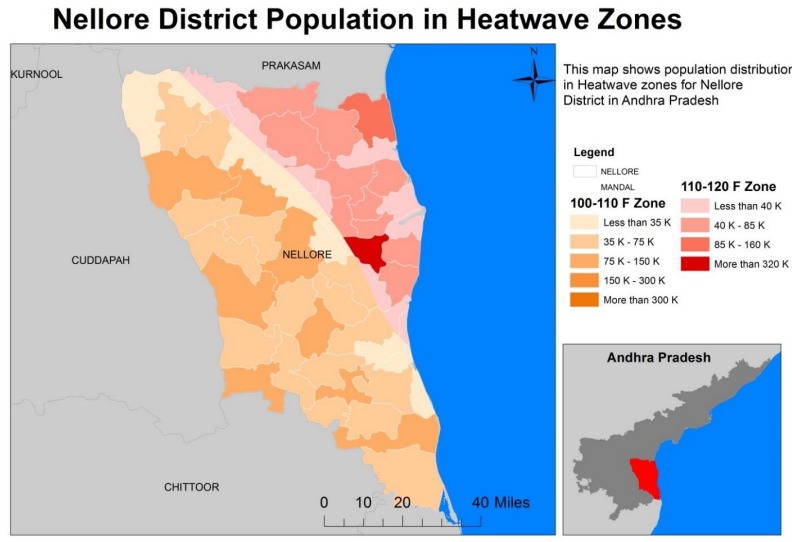 Nellore District Population in Heatwave Zones
KURNOOL
PRAKASAM
N
CUDDAPAH
NELLORE
CHITTOOR
0 10 20 40 Miles
This map shows population distribution
in Heatwave zones for Nellore
District in Andhra Pradesh
Legend
NELLORE
MANDAL
100-110 F Zone
Less than 35 K
35 K - 75 K
75 K - 150 K
150 K - 300 K
More than 300 K
110-120 F Zone
Less than 40 K
40 K - 85 K
85 K - 160 K
More than 320 K
Andhra Pradesh